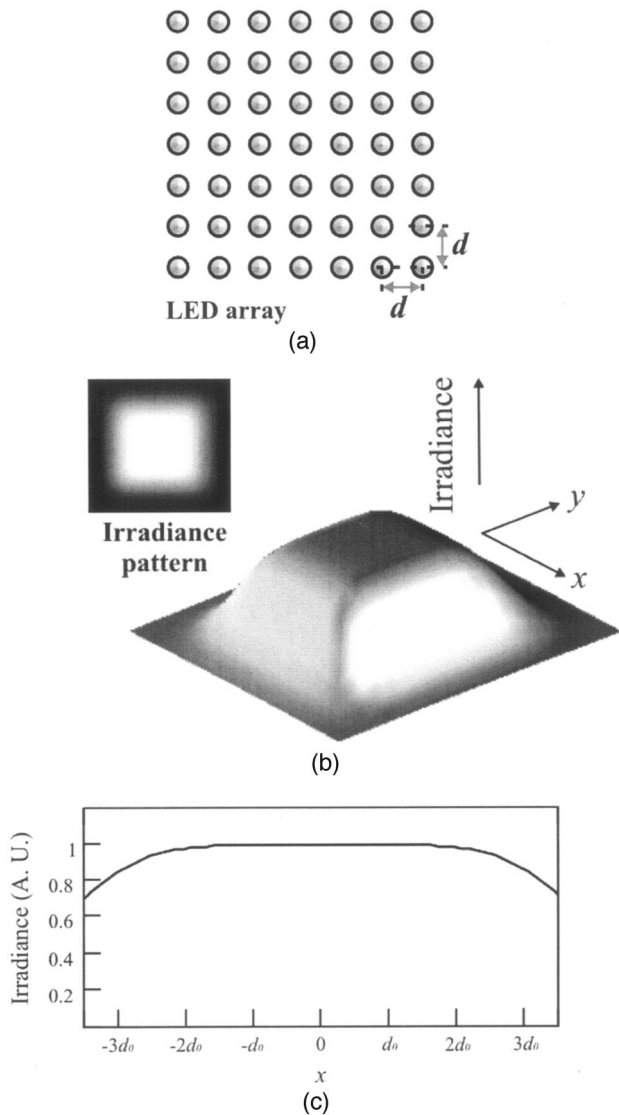 d
d
LED array
(a)
Irradiance
y
x
Irradiance
pattern
(b)
Irradiance (A. U.)
1
0.8
0.6
0.4
0.2
-3d₀ -2d₀ -d₀ 0 d₀ 2d₀ 3d₀
x
(c)